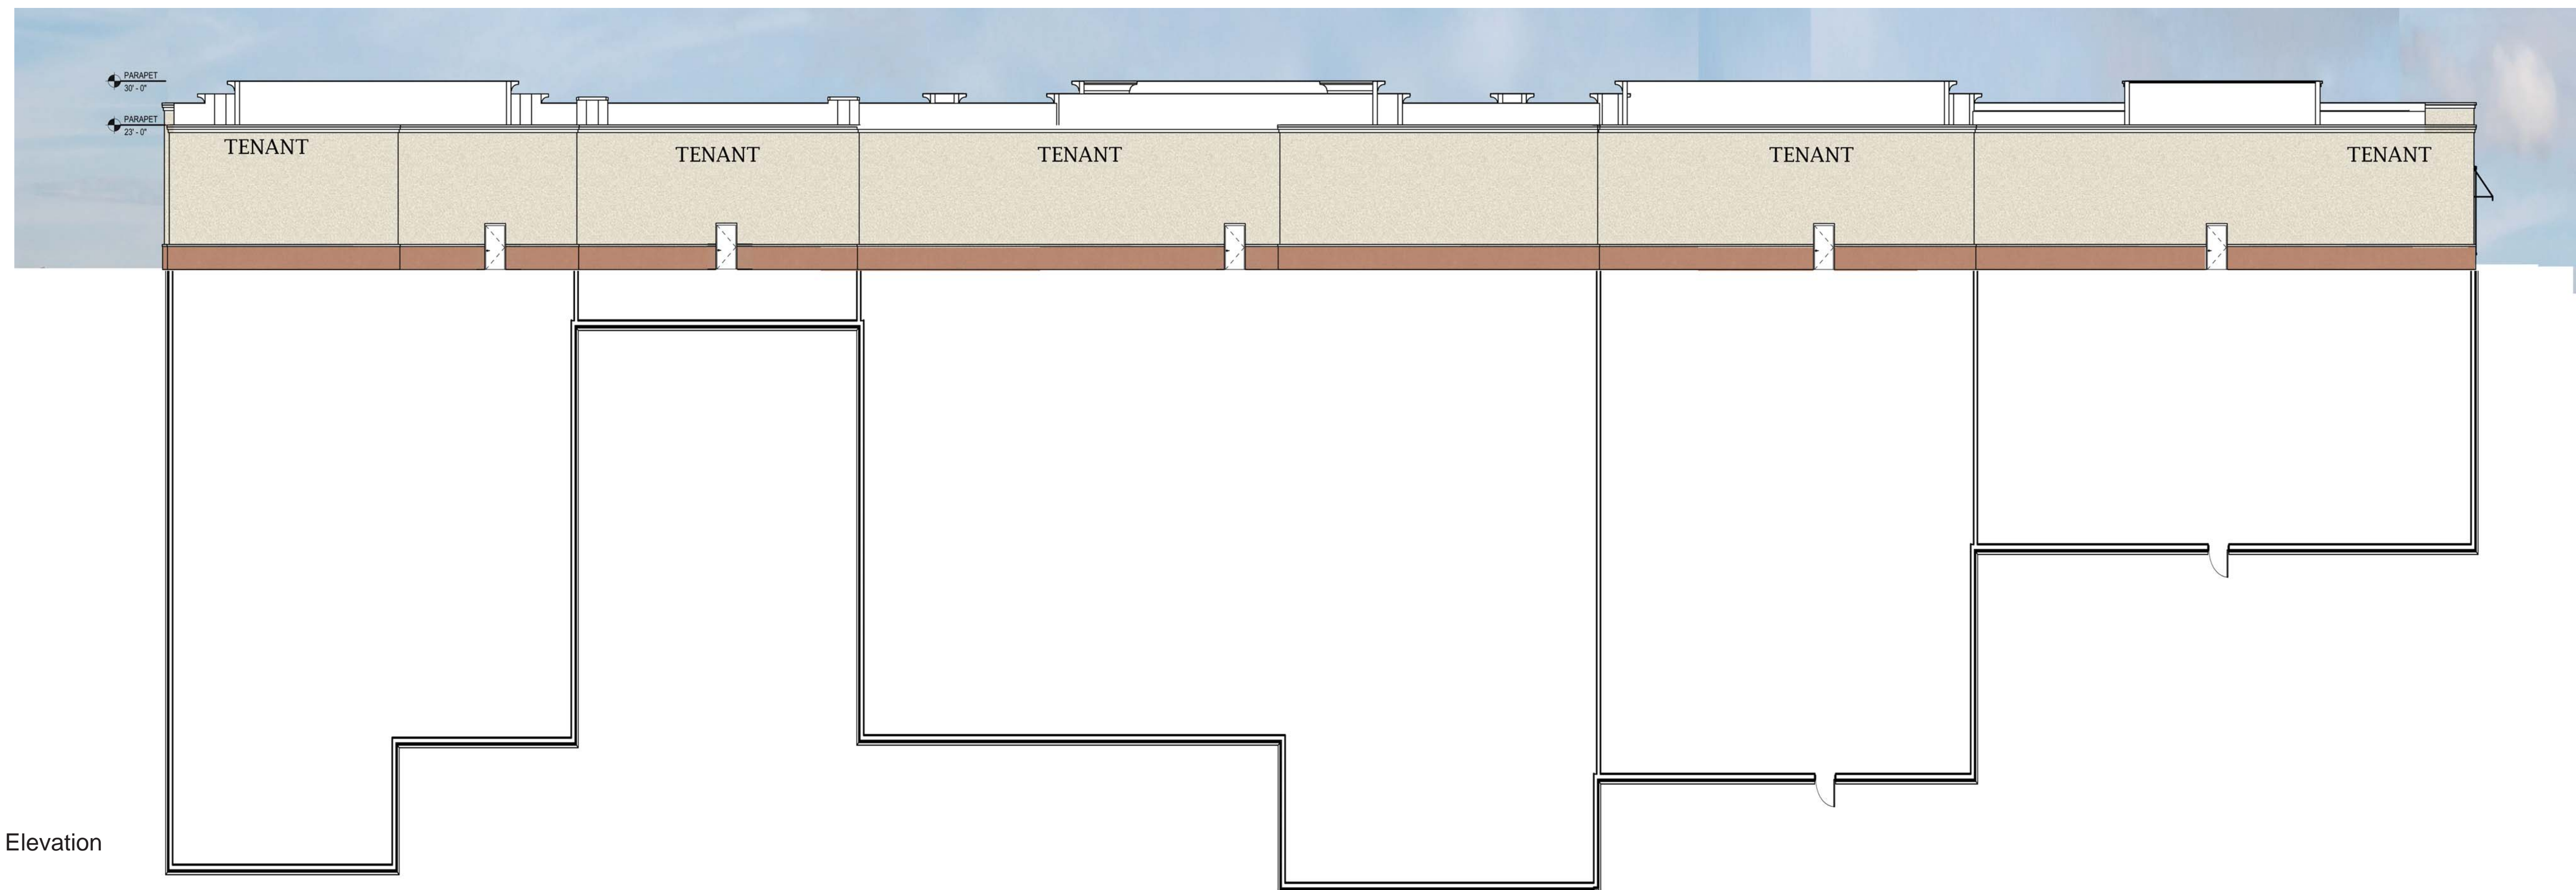 PARAPET
30' - 0"
PARAPET
23' - 0"
TENANT
TENANT
TENANT
TENANT
TENANT
Elevation